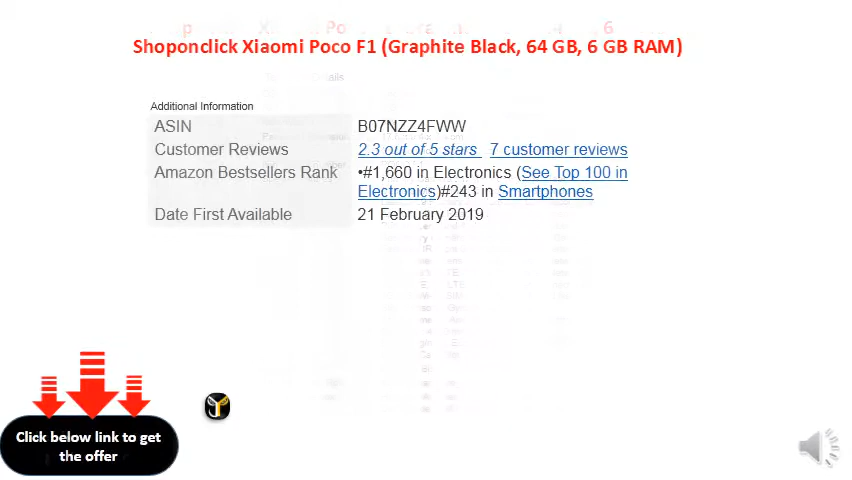 Shoponclick Xiaomi Poco F1 (Graphite Black, 64 GB, 6 GB RAM)
Additional Information
ASIN B07NZZ4FWW
Customer Reviews 2.3 out of 5 stars 7 customer reviews
Amazon Bestsellers Rank •#1,660 in Electronics (See Top 100 in
Electronics)#243 in Smartphones
Date First Available 21 February 2019
Click below link to get
the offer